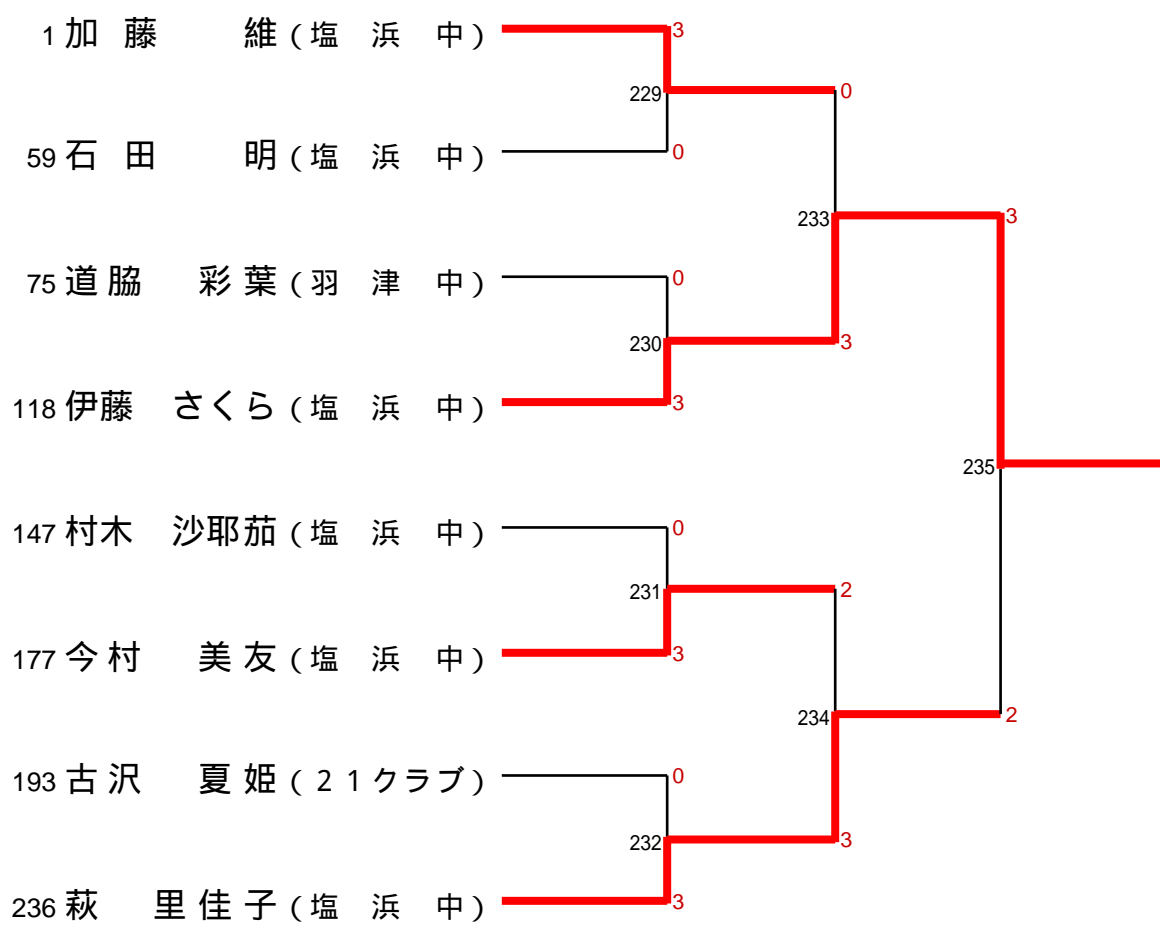 1 加藤 維 (塩浜中) 3
229 0
59 石田 明 (塩浜中) 0
233 3
75 道脇 彩葉 (羽津中) 0
230 3
118 伊藤 さくら (塩浜中) 3
235
147 村木 沙耶茄 (塩浜中) 0
231 2
177 今村 美友 (塩浜中) 3
234 2
193 古沢 夏姫 (21クラブ) 0
232 3
236 萩 里佳子 (塩浜中) 3